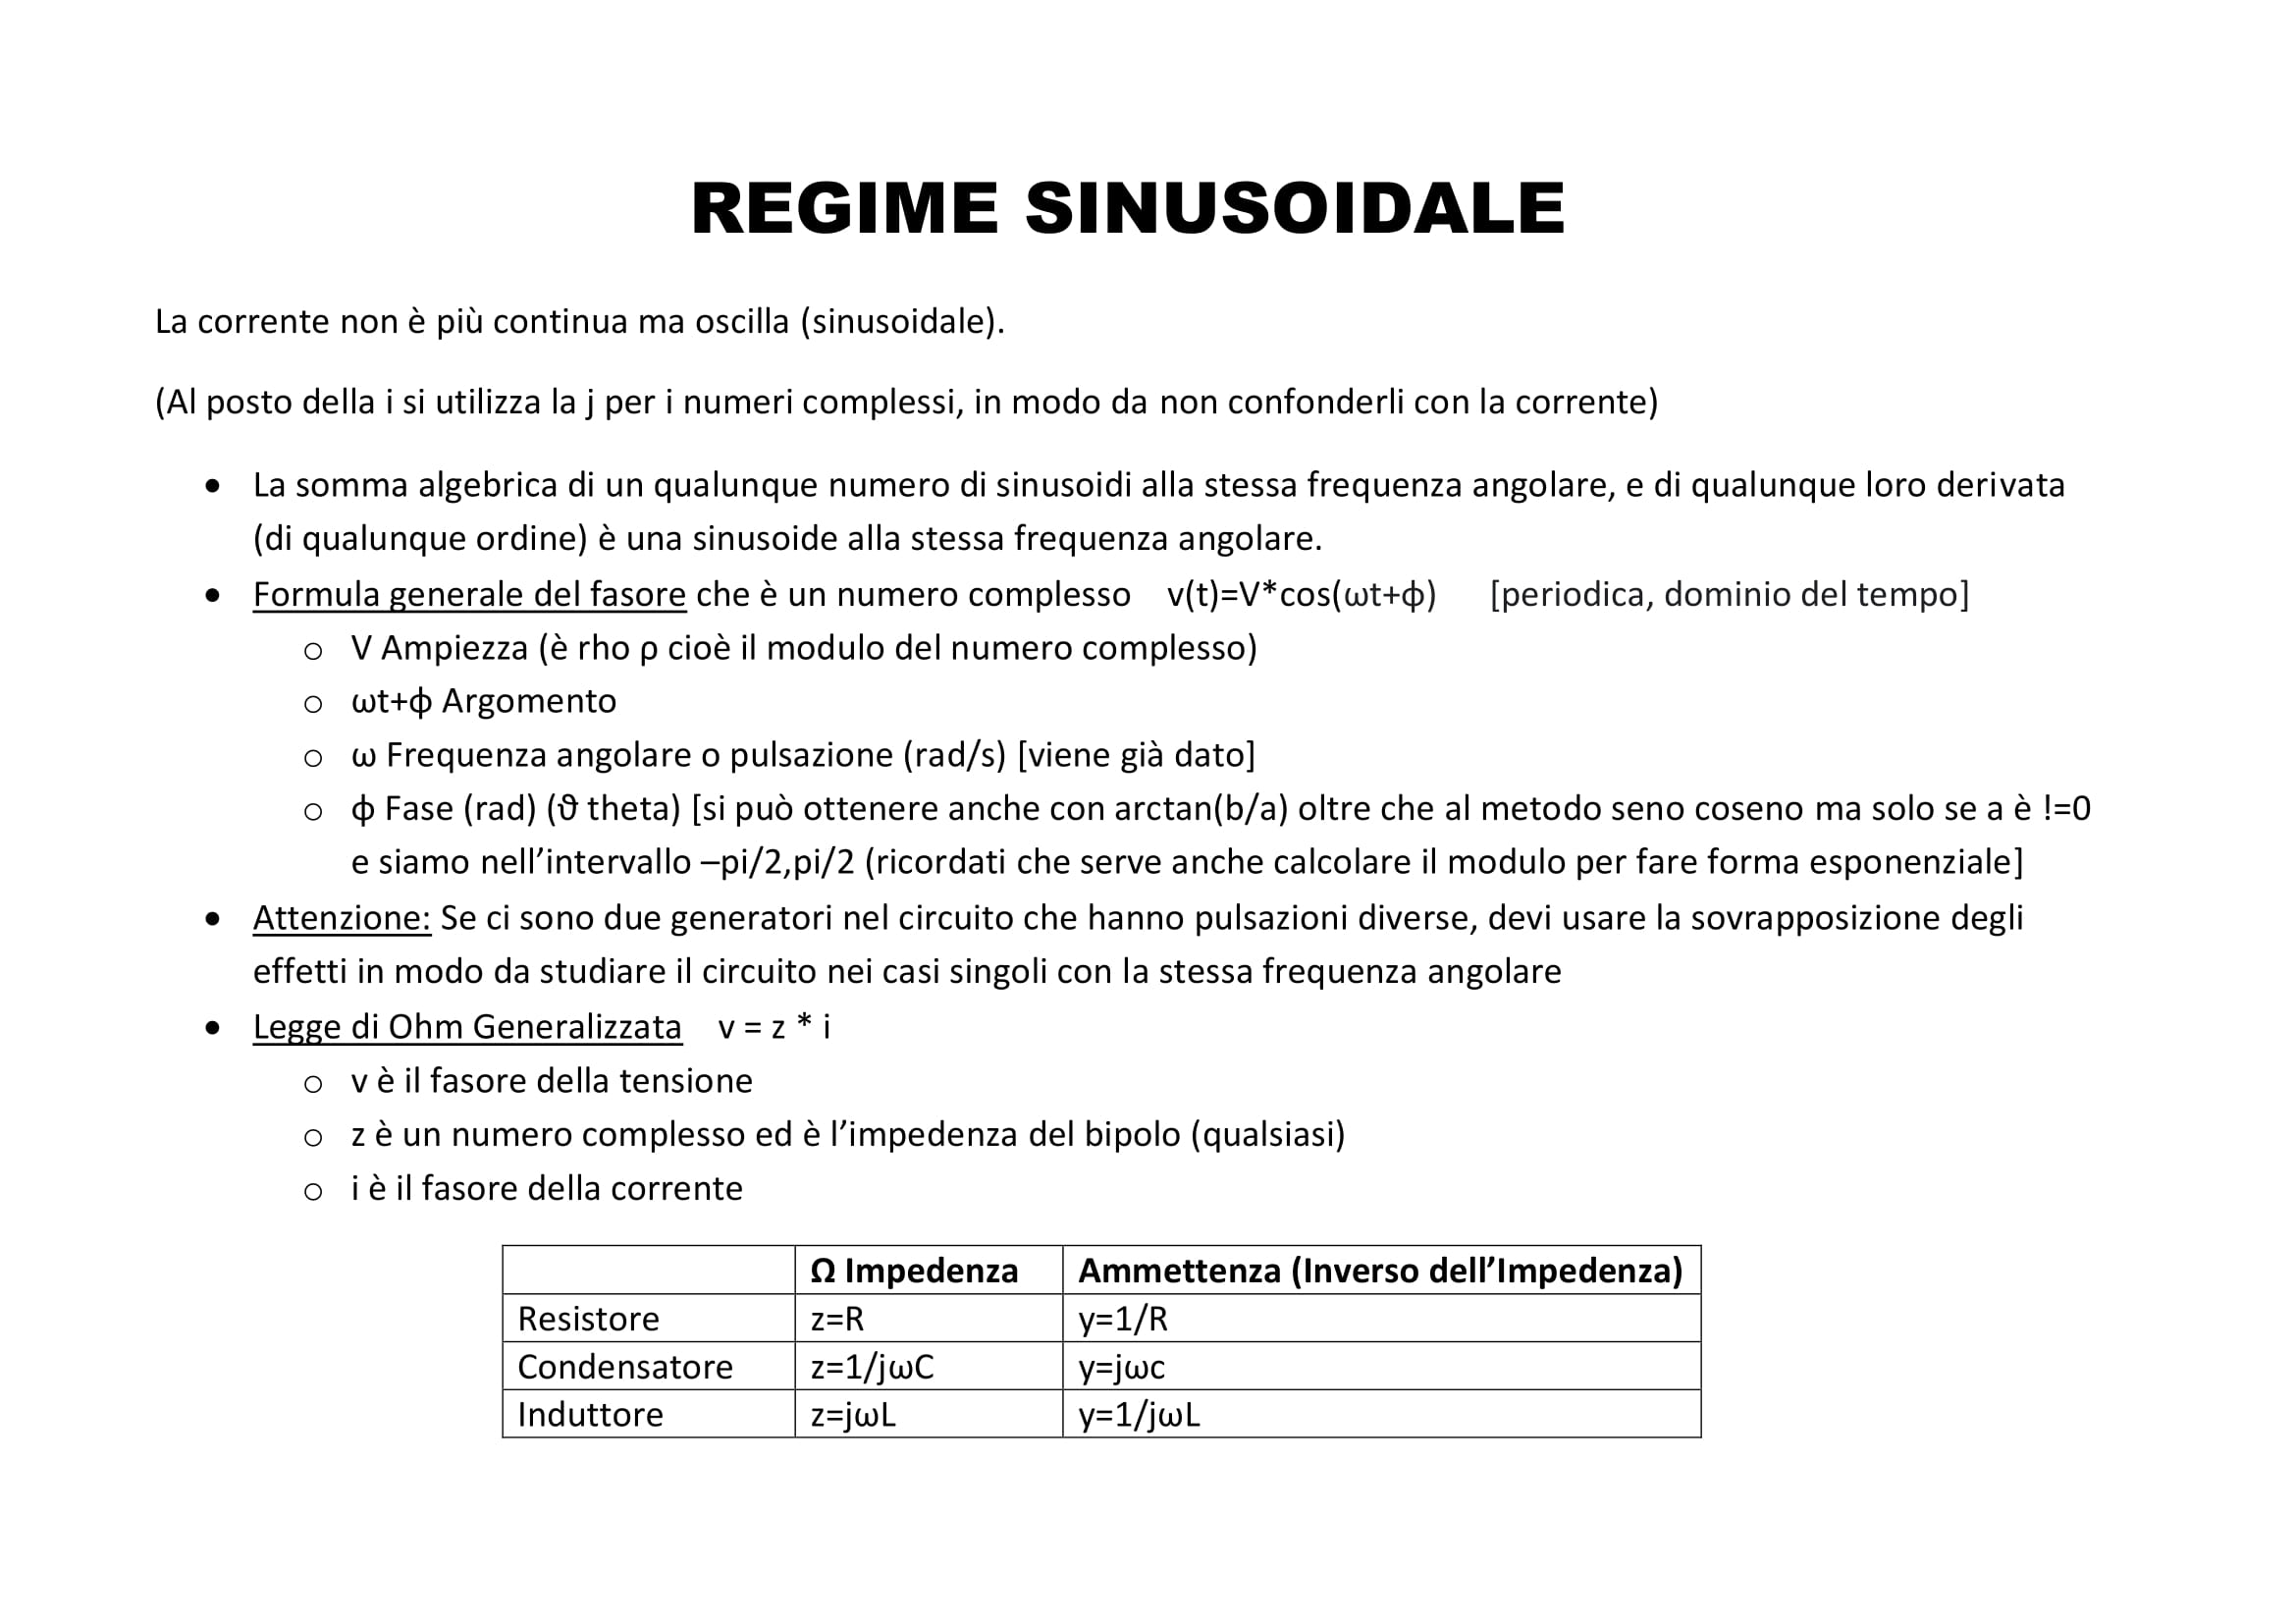 REGIME SINUSOIDALE
La corrente non è più continua ma oscilla (sinusoidale).
(Al posto della i si utilizza la j per i numeri complessi, in modo da non confonderli con la corrente)
• La somma algebrica di un qualunque numero di sinusoidi alla stessa frequenza angolare, e di qualunque loro derivata
(di qualunque ordine) è una sinusoide alla stessa frequenza angolare.
• Formula generale del fasore che è un numero complesso v(t)=V*cos(ωt+ϕ) [periodica, dominio del tempo]
o V Ampiezza (è rho ρ cioè il modulo del numero complesso)
o ωt+ϕ Argomento
o ω Frequenza angolare o pulsazione (rad/s) [viene già dato]
o ϕ Fase (rad) (ϑ theta) [si può ottenere anche con arctan(b/a) oltre che al metodo seno coseno ma solo se a è !=0
e siamo nell’intervallo –pi/2,pi/2 (ricordati che serve anche calcolare il modulo per fare forma esponenziale]
• Attenzione: Se ci sono due generatori nel circuito che hanno pulsazioni diverse, devi usare la sovrapposizione degli
effetti in modo da studiare il circuito nei casi singoli con la stessa frequenza angolare
• Legge di Ohm Generalizzata v = z * i
o v è il fasore della tensione
o z è un numero complesso ed è l’impedenza del bipolo (qualsiasi)
o i è il fasore della corrente
Ω Impedenza Ammettenza (Inverso dell’Impedenza)
Resistore z=R y=1/R
Condensatore z=1/jωC y=jωc
Induttore z=jωL y=1/jωL